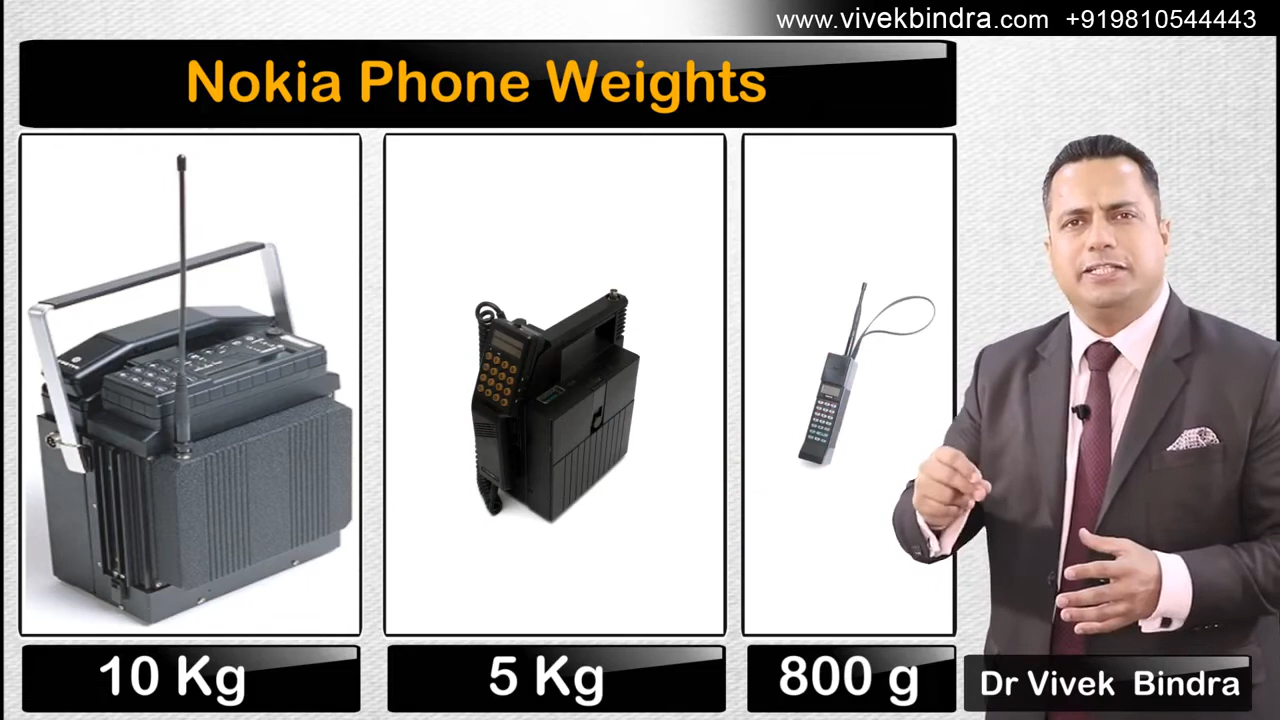 www.vivekbindra.com +919810544443
Nokia Phone Weights
10 Kg
5 Kg
800 g
Dr Vivek Bindra